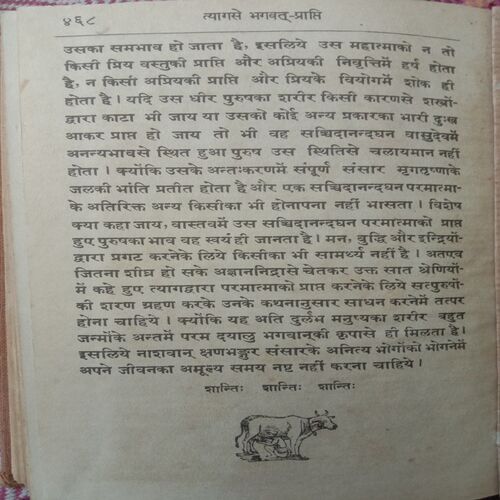 ४६८ त्यागसे भगवत्-प्राप्ति
उसका समभाव हो जाता है, इसलिये उस महात्माको न तो
किसी प्रिय वस्तुकी प्राप्ति और अप्रियकी निवृत्तिमें हर्ष होता
है, न किसी अप्रियकी प्राप्ति और प्रियके वियोगमें शोक ही
होता है । यदि उस धीर पुरुषका शरीर किसी कारणसे शस्त्रों-
द्वारा काटा भी जाय या उसको कोई अन्य प्रकारका भारी दुःख
आकर प्राप्त हो जाय तो भी वह सच्चिदानन्दघन वासुदेवमें
अनन्यभावसे स्थित हुआ पुरुष उस स्थितिसे चलायमान नहीं
होता । क्योंकि उसके अन्तःकरणमें संपूर्ण संसार मृगतृष्णाके
जलकी भांति प्रतीत होता है और एक सच्चिदानन्दघन परमात्मा-
के अतिरिक्त अन्य किसीका भी होनापना नहीं भासता । विशेष
क्या कहा जाय, वास्तवमें उस सच्चिदानन्दघन परमात्माको प्राप्त
हुए पुरुषका भाव वह स्वयं ही जानता है । मन, बुद्धि और इन्द्रियों-
द्वारा प्रगट करनेके लिये किसीका भी सामर्थ्य नहीं है । अतएव
जितना शीघ्र हो सके अज्ञाननिद्रासे चेतकर उक्त सात श्रेणियों-
में कहे हुए त्यागद्वारा परमात्माको प्राप्त करनेके लिये सत्पुरुषों-
की शरण ग्रहण करके उनके कथनानुसार साधन करनेमें तत्पर
होना चाहिये । क्योंकि यह अति दुर्लभ मनुष्यका शरीर बहुत
जन्मोंके अन्तमें परम दयालु भगवान्‌की कृपासे ही मिलता है ।
इसलिये नाशवान् क्षणभङ्गुर संसारके अनित्य भोगोंको भोगनेमें
अपने जीवनका अमूल्य समय नष्ट नहीं करना चाहिये ।
शान्तिः शान्तिः शान्तिः